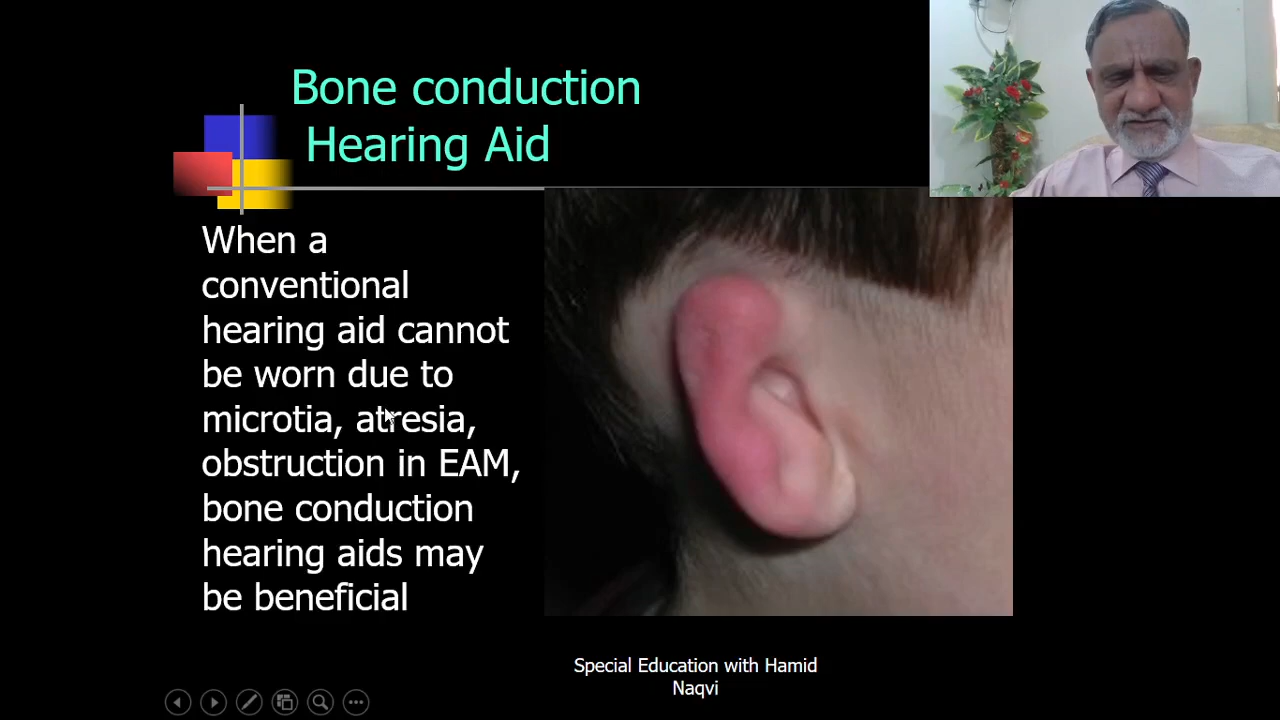 Bone conduction
Hearing Aid
When a
conventional
hearing aid cannot
be worn due to
microtia, atresia,
obstruction in EAM,
bone conduction
hearing aids may
be beneficial
Special Education with Hamid
Naqvi